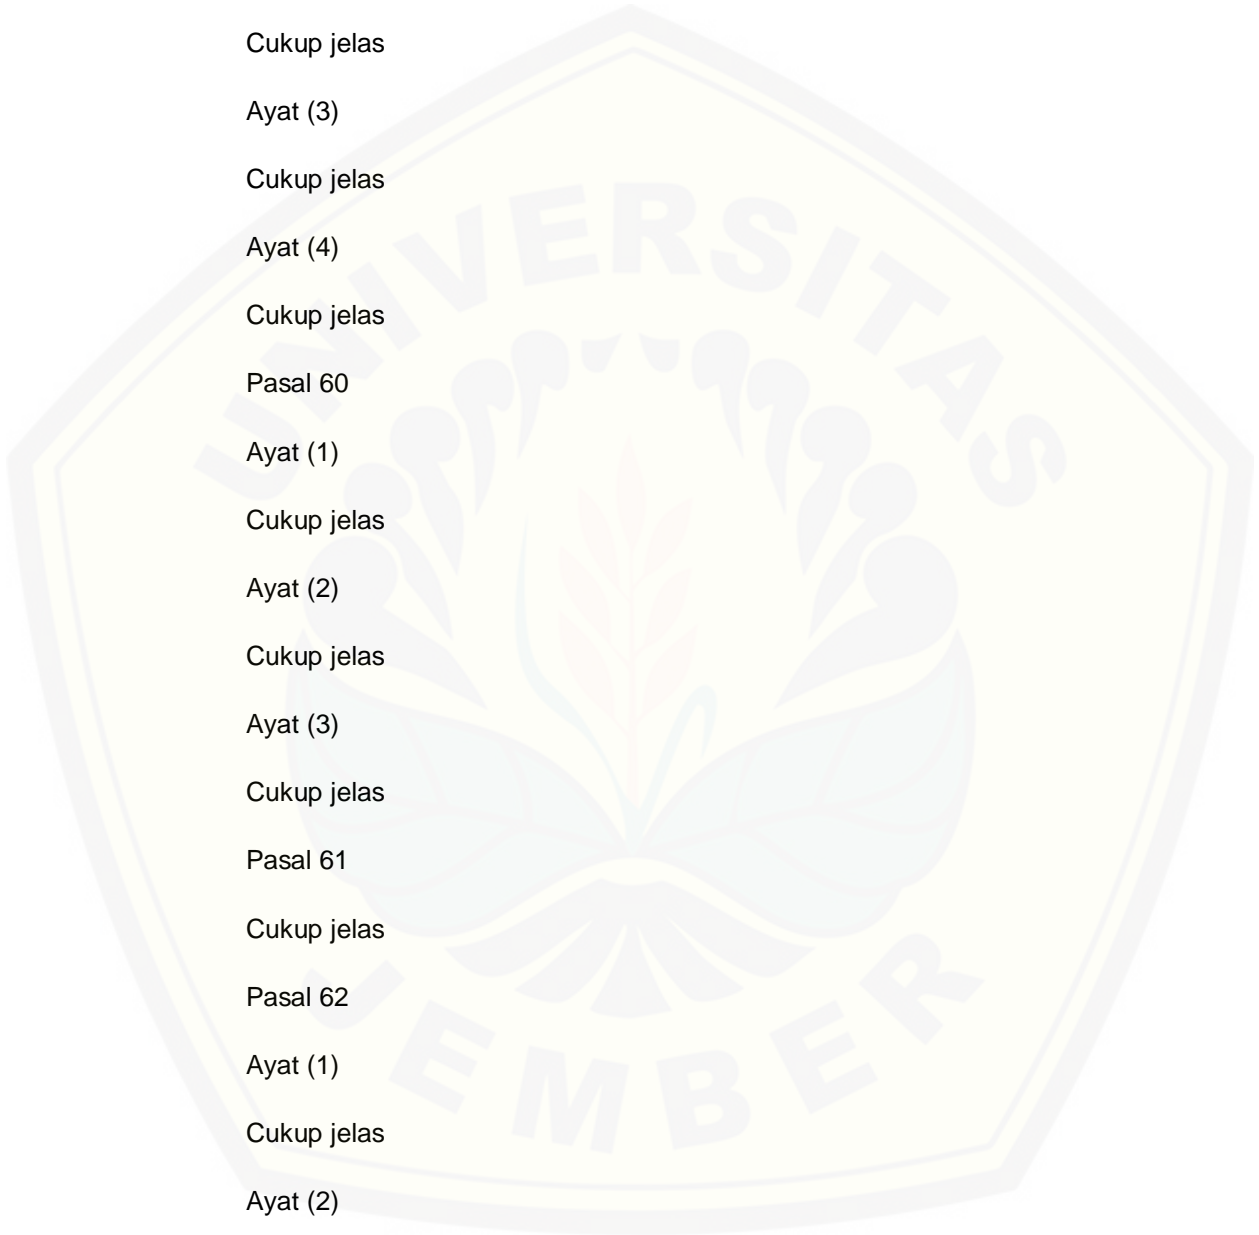 Cukup jelas
Ayat (3)
Cukup jelas
Ayat (4)
Cukup jelas
Pasal 60
Ayat (1)
Cukup jelas
Ayat (2)
Cukup jelas
Ayat (3)
Cukup jelas
Pasal 61
Cukup jelas
Pasal 62
Ayat (1)
Cukup jelas
Ayat (2)
UNIVERSITAS
JEMBER